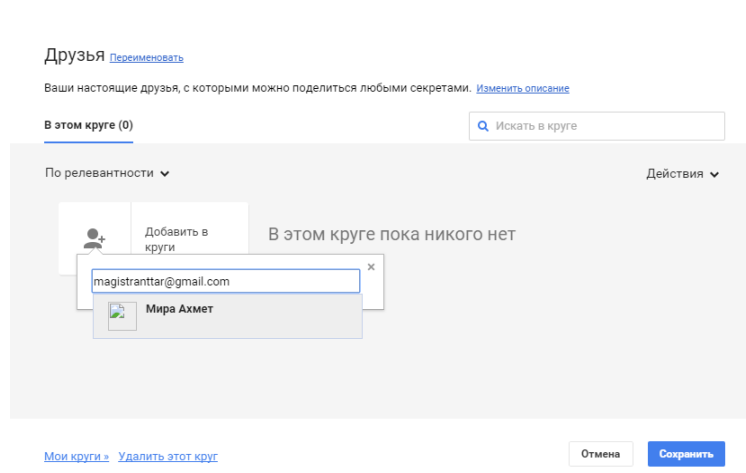 Друзья Переименовать
Ваши настоящие друзья, с которыми можно поделиться любыми секретами. Изменить описание
В этом круге (0)
Искать в круге
По релевантности
Действия
Добавить в
круги
В этом круге пока никого нет
×
magistranttar@gmail.com
Мира Ахмет
Мои круги » Удалить этот круг
Отмена
Сохранить